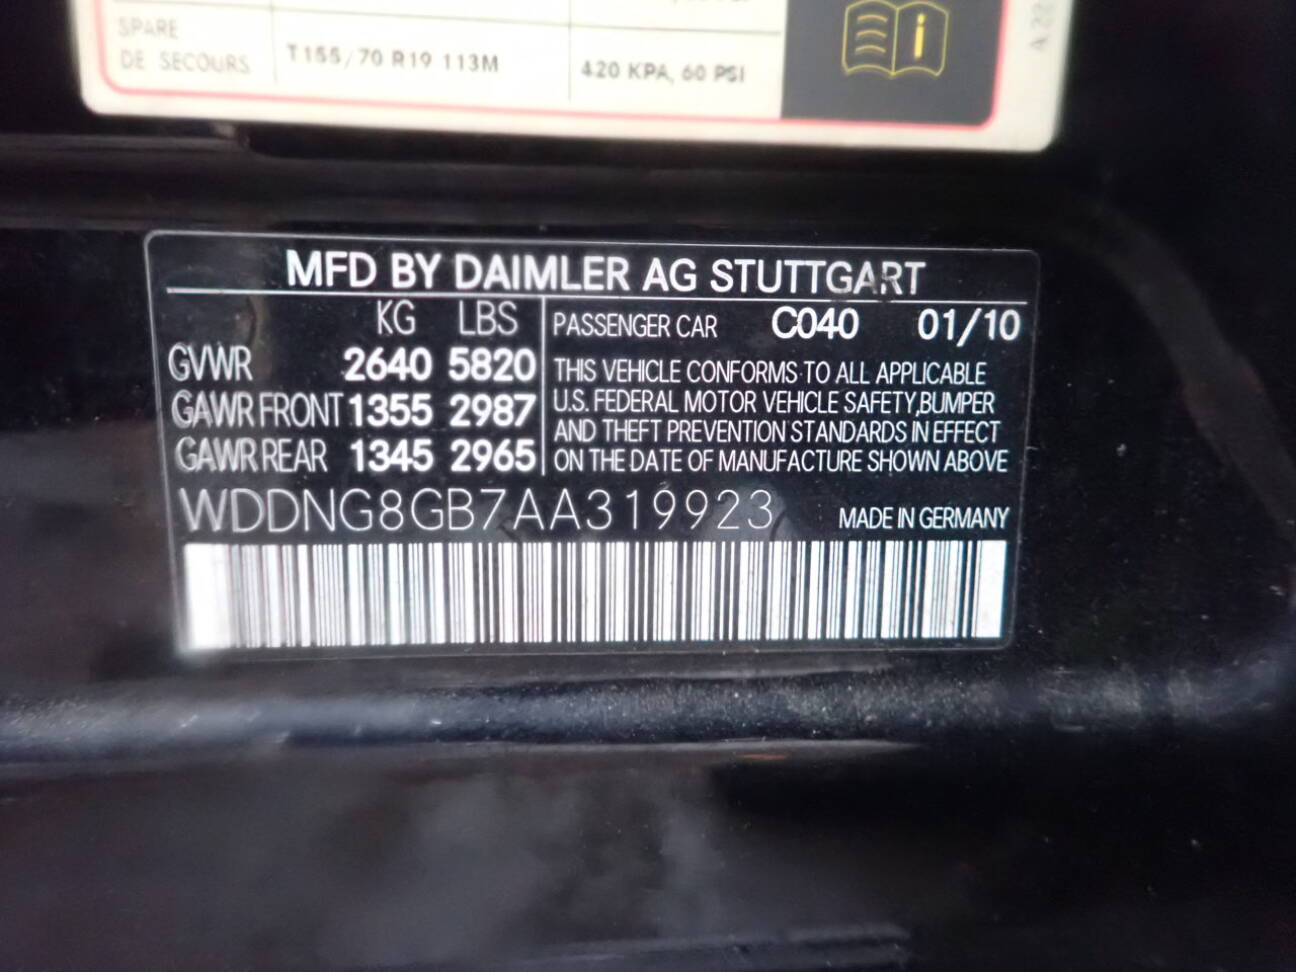 SPARE
DE SECOURS
T155/70 R19 113M
420 KPA, 60 PSI
i
A 22
MFD BY DAIMLER AG STUTTGART
KG LBS
PASSENGER CAR C040 01/10
GVWR 2640 5820
THIS VEHICLE CONFORMS TO ALL APPLICABLE
GAWR FRONT 1355 2987
U.S. FEDERAL MOTOR VEHICLE SAFETY,BUMPER
AND THEFT PREVENTION STANDARDS IN EFFECT
GAWR REAR 1345 2965
ON THE DATE OF MANUFACTURE SHOWN ABOVE
WDDNG8GB7AA319923
MADE IN GERMANY